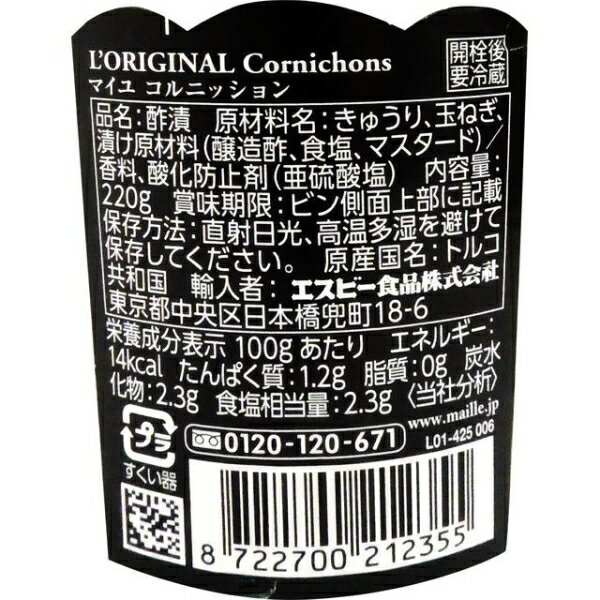 L'ORIGINAL Cornichons
マイユ コルニッション
開栓後
要冷蔵
品名:酢漬 原材料名:きゅうり、玉ねぎ、
漬け原材料(醸造酢、食塩、マスタード)/
香料、酸化防止剤(亜硫酸塩) 内容量:
220g 賞味期限:ビン側面上部に記載
保存方法:直射日光、高温多湿を避けて
保存してください。 原産国名:トルコ
共和国 輸入者:エスビー食品株式会社
東京都中央区日本橋兜町18-6
栄養成分表示 100gあたり エネルギー:
14kcal たんぱく質:1.2g 脂質:0g 炭水
化物:2.3g 食塩相当量:2.3g〈当社分析〉
www.maille.jp
プラ
0120-120-671
L01-425 006
すくい器
8 722700 212355